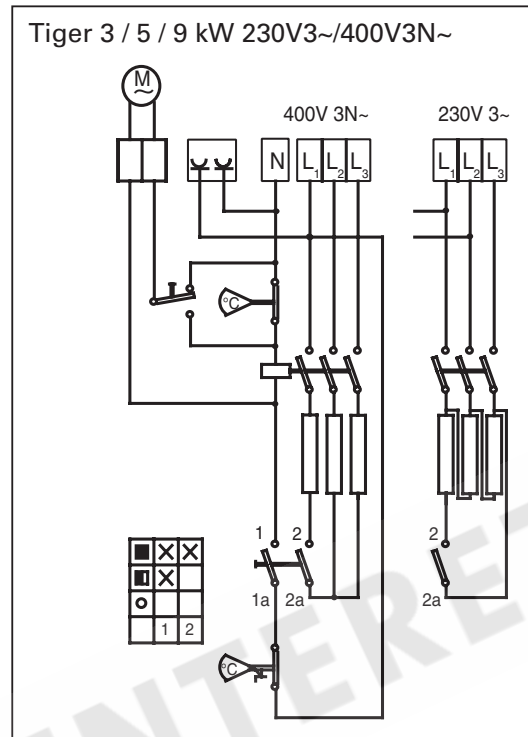 Tiger 3 / 5 / 9 kW 230V3~/400V3N~
M
~
400V 3N~
230V 3~
N L1 L2 L3
L1 L2 L3
°C
1 2
2
1a 2a
2a
1 2
°C
INTERET